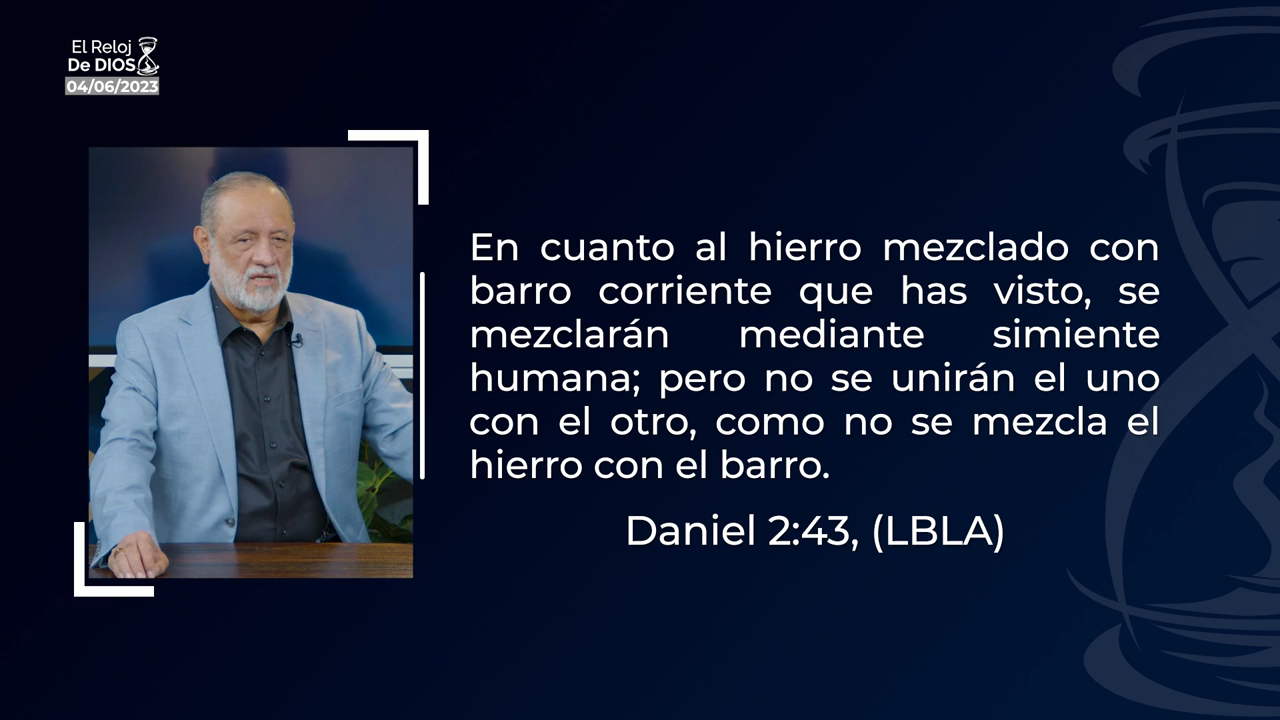 El Reloj
De DIOS
04/06/2023
En cuanto al hierro mezclado con
barro corriente que has visto, se
mezclarán mediante simiente
humana; pero no se unirán el uno
con el otro, como no se mezcla el
hierro con el barro.
Daniel 2:43, (LBLA)